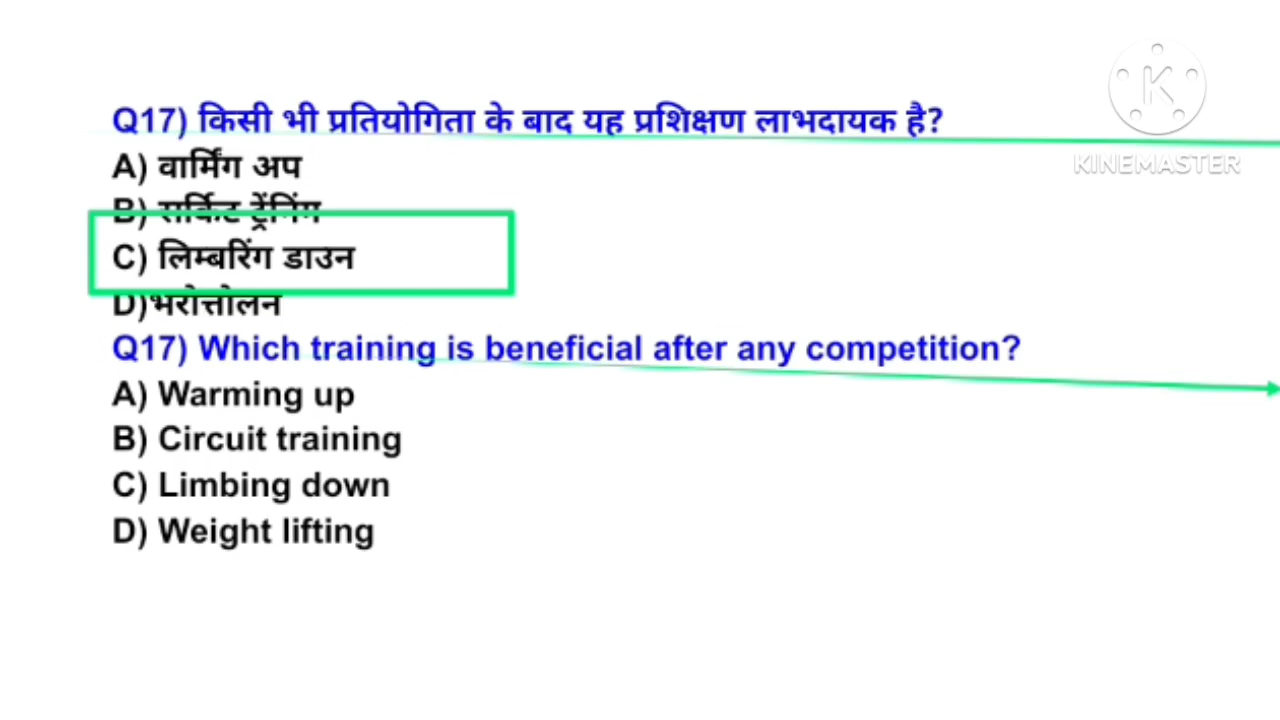 Q17) किसी भी प्रतियोगिता के बाद यह प्रशिक्षण लाभदायक है?
A) वार्मिंग अप
B) सर्किट ट्रेंनिंग
C) लिम्बरिंग डाउन
D)भरोत्तोलन
Q17) Which training is beneficial after any competition?
A) Warming up
B) Circuit training
C) Limbing down
D) Weight lifting
K
KINEMASTER